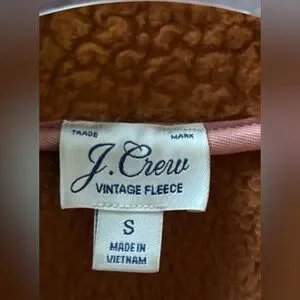 TRADE MARK
J.Crew
VINTAGE FLEECE
S
MADE IN
VIETNAM